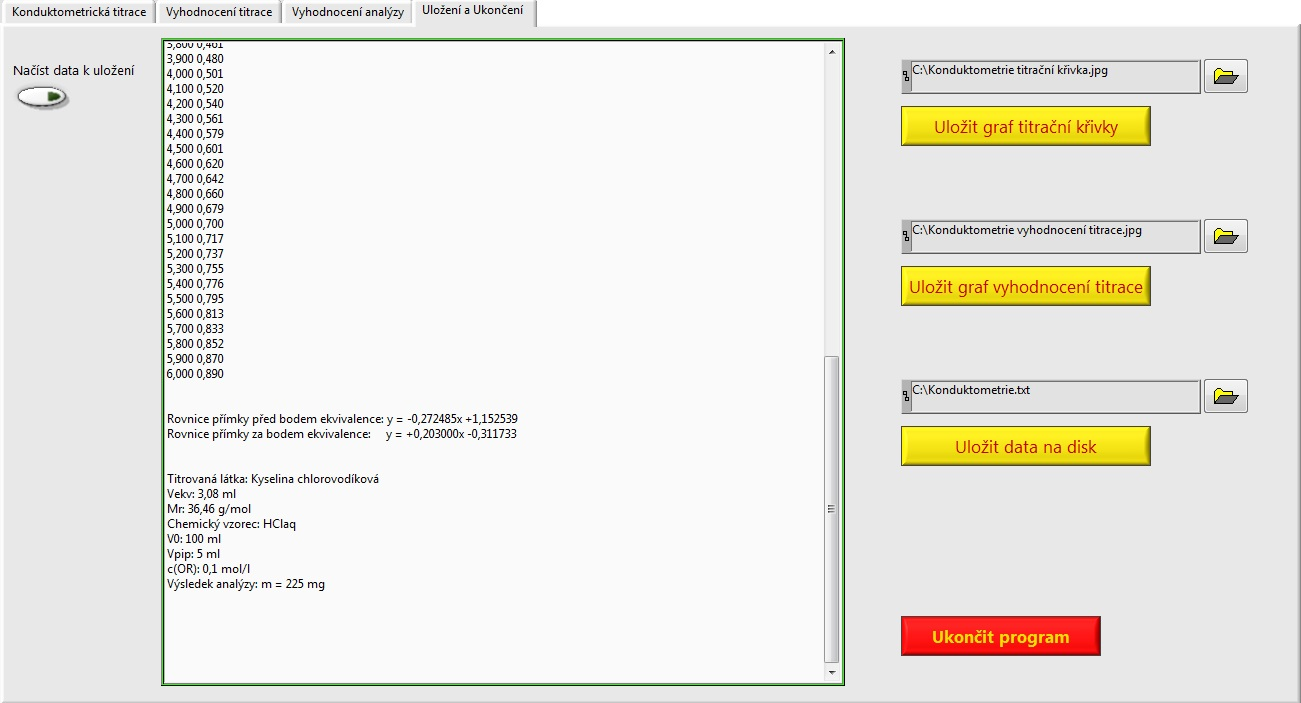 Konduktometrická titrace
Vyhodnocení titrace
Vyhodnocení analýzy
Uložení a Ukončení
Načíst data k uložení
3,800 0,461
3,900 0,480
4,000 0,501
4,100 0,520
4,200 0,540
4,300 0,561
4,400 0,579
4,500 0,601
4,600 0,620
4,700 0,642
4,800 0,660
4,900 0,679
5,000 0,700
5,100 0,717
5,200 0,737
5,300 0,755
5,400 0,776
5,500 0,795
5,600 0,813
5,700 0,833
5,800 0,852
5,900 0,870
6,000 0,890
Rovnice přímky před bodem ekvivalence: y = -0,272485x +1,152539
Rovnice přímky za bodem ekvivalence: y = +0,203000x -0,311733
Titrovaná látka: Kyselina chlorovodíková
Vekv: 3,08 ml
Mr: 36,46 g/mol
Chemický vzorec: HClaq
V0: 100 ml
Vpip: 5 ml
c(OR): 0,1 mol/l
Výsledek analýzy: m = 225 mg
C:\Konduktometrie titrační křivka.jpg
Uložit graf titrační křivky
C:\Konduktometrie vyhodnocení titrace.jpg
Uložit graf vyhodnocení titrace
C:\Konduktometrie.txt
Uložit data na disk
Ukončit program